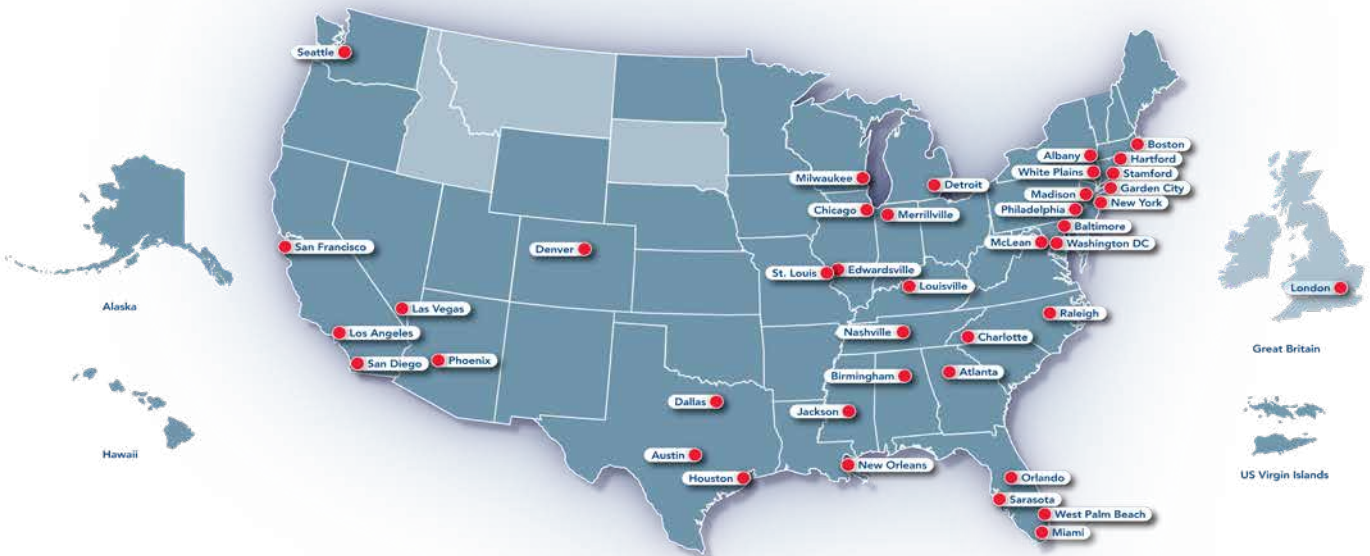 Seattle
Boston
Albany
Hartford
White Plains
Stamford
Milwaukee
Detroit
Garden City
Madison
New York
Chicago
Merrillville
Philadelphia
Baltimore
McLean
Washington DC
San Francisco
Denver
St. Louis
Edwardsville
Louisville
London
Alaska
Las Vegas
Raleigh
Los Angeles
Nashville
Charlotte
Great Britain
San Diego
Phoenix
Birmingham
Atlanta
Dallas
Jackson
Hawaii
Austin
New Orleans
Houston
Orlando
US Virgin Islands
Sarasota
West Palm Beach
Miami